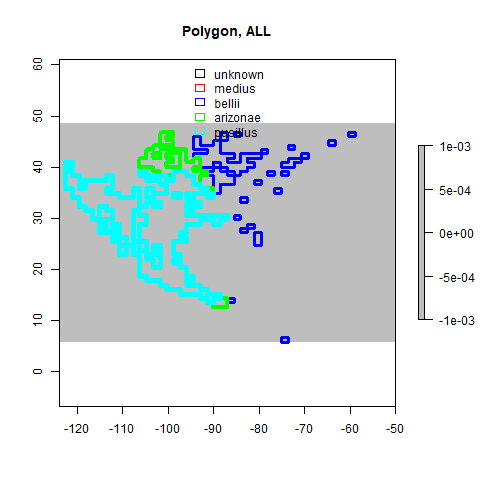 Polygon, ALL
unknown
medius
bellii
arizonae
pusillus
60
50
40
30
20
10
0
-120
-110
-100
-90
-80
-70
-60
-50
1e-03
5e-04
0e+00
-5e-04
-1e-03